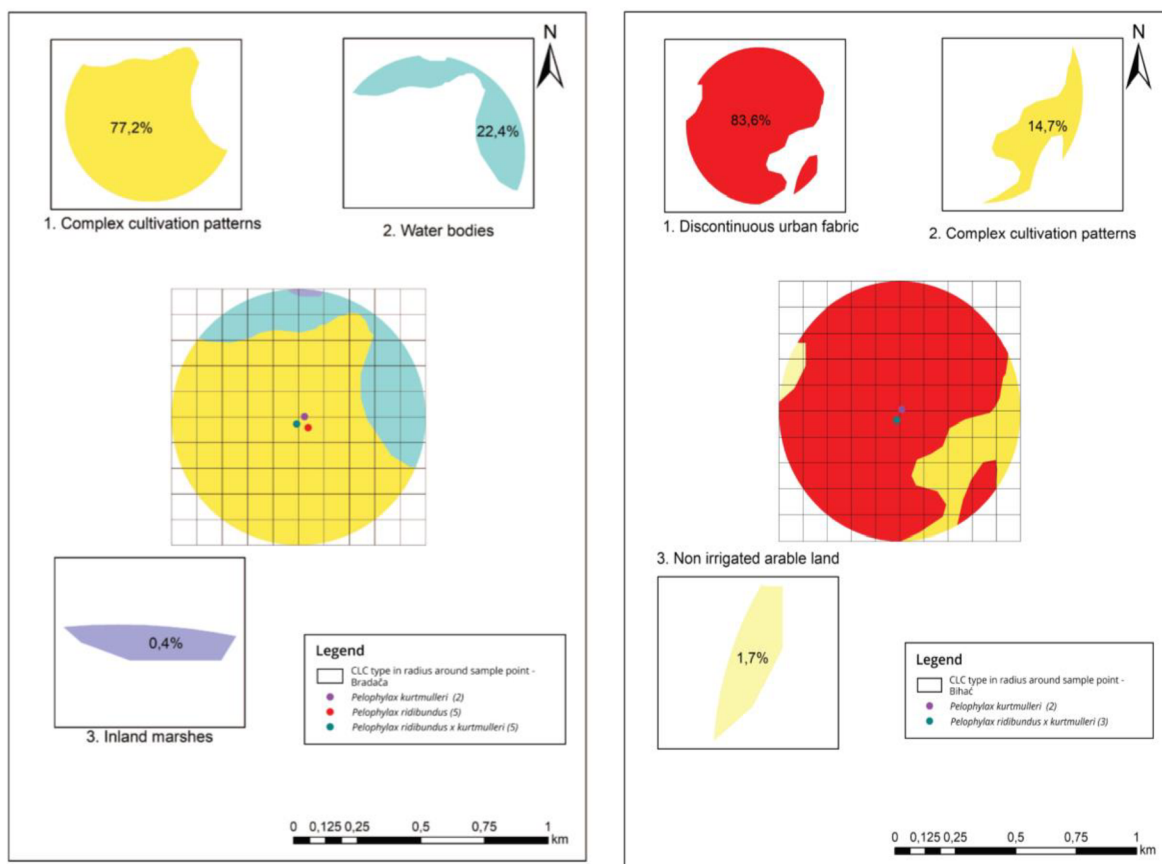 N
77,2%
22,4%
1. Complex cultivation patterns
2. Water bodies
0,4%
3. Inland marshes
Legend
CLC type in radius around sample point -
Bradača
Pelophylax kurtmulleri (2)
Pelophylax ridibundus (5)
Pelophylax ridibundus x kurtmulleri (5)
0 0,125 0,25 0,5 0,75 1
km
N
83,6%
14,7%
1. Discontinuous urban fabric
2. Complex cultivation patterns
3. Non irrigated arable land
1,7%
Legend
CLC type in radius around sample point -
Bihać
Pelophylax kurtmulleri (2)
Pelophylax ridibundus x kurtmulleri (3)
0 0,125 0,25 0,5 0,75 1
km